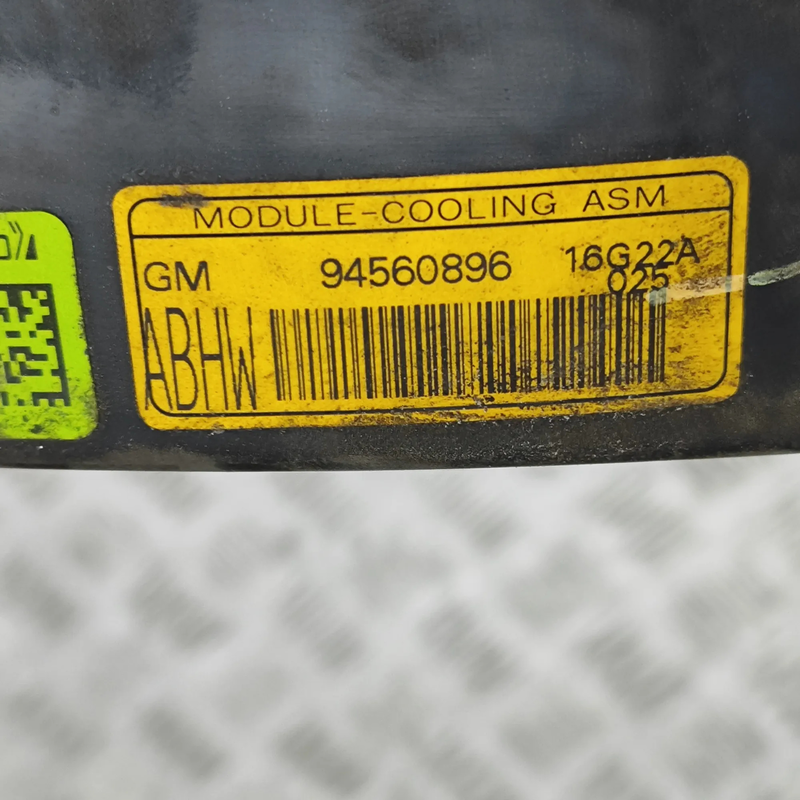 MODULE-COOLING ASM
GM 94560896 16G22A
025
ABHW